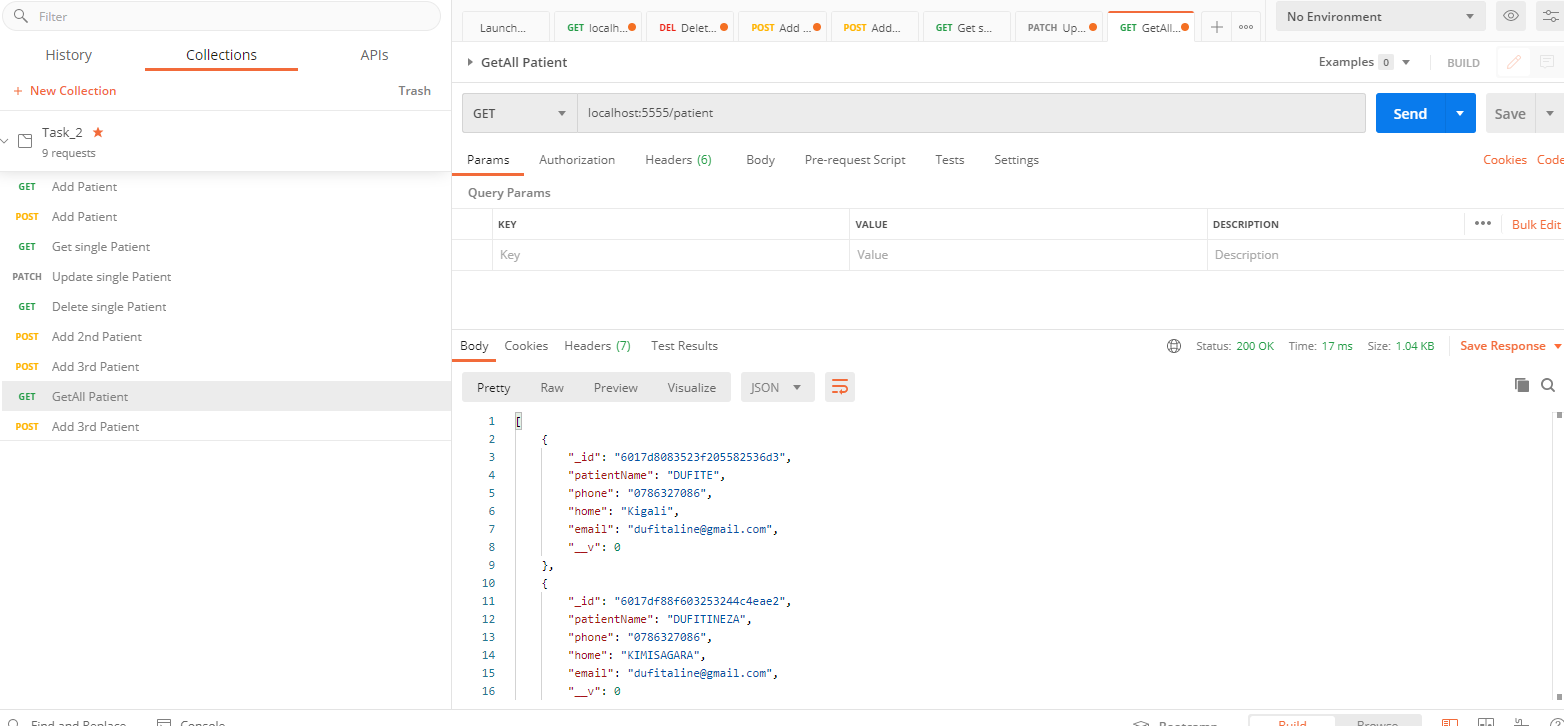 Filter
History Collections APIs
+ New Collection Trash
Task_2
9 requests
GET Add Patient
POST Add Patient
GET Get single Patient
PATCH Update single Patient
GET Delete single Patient
POST Add 2nd Patient
POST Add 3rd Patient
GET GetAll Patient
POST Add 3rd Patient
Find and Replace Console
Launch... GET localh... DEL Delet... POST Add ... POST Add... GET Get s... PATCH Up... GET GetAll... + ••• No Environment
GetAll Patient Examples 0 BUILD
GET localhost:5555/patient Send Save
Params Authorization Headers (6) Body Pre-request Script Tests Settings Cookies Code
Query Params
KEY VALUE DESCRIPTION ••• Bulk Edit
Key Value Description
Body Cookies Headers (7) Test Results Status: 200 OK Time: 17 ms Size: 1.04 KB Save Response
Pretty Raw Preview Visualize JSON
1 [
2 {
3 "_id": "6017d8083523f205582536d3",
4 "patientName": "DUFITE",
5 "phone": "0786327086",
6 "home": "Kigali",
7 "email": "dufitaline@gmail.com",
8 "__v": 0
9 },
10 {
11 "_id": "6017df88f603253244c4eae2",
12 "patientName": "DUFITINEZA",
13 "phone": "0786327086",
14 "home": "KIMISAGARA",
15 "email": "dufitaline@gmail.com",
16 "__v": 0
Bootcamp Build Browse